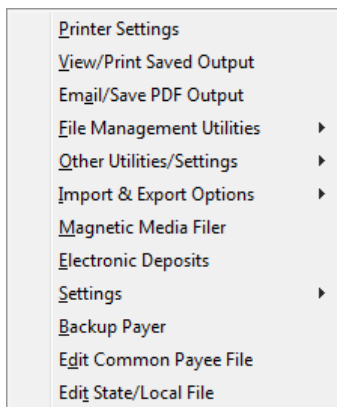 Printer Settings
View/Print Saved Output
Email/Save PDF Output
File Management Utilities
Other Utilities/Settings
Import & Export Options
Magnetic Media Filer
Electronic Deposits
Settings
Backup Payer
Edit Common Payee File
Edit State/Local File